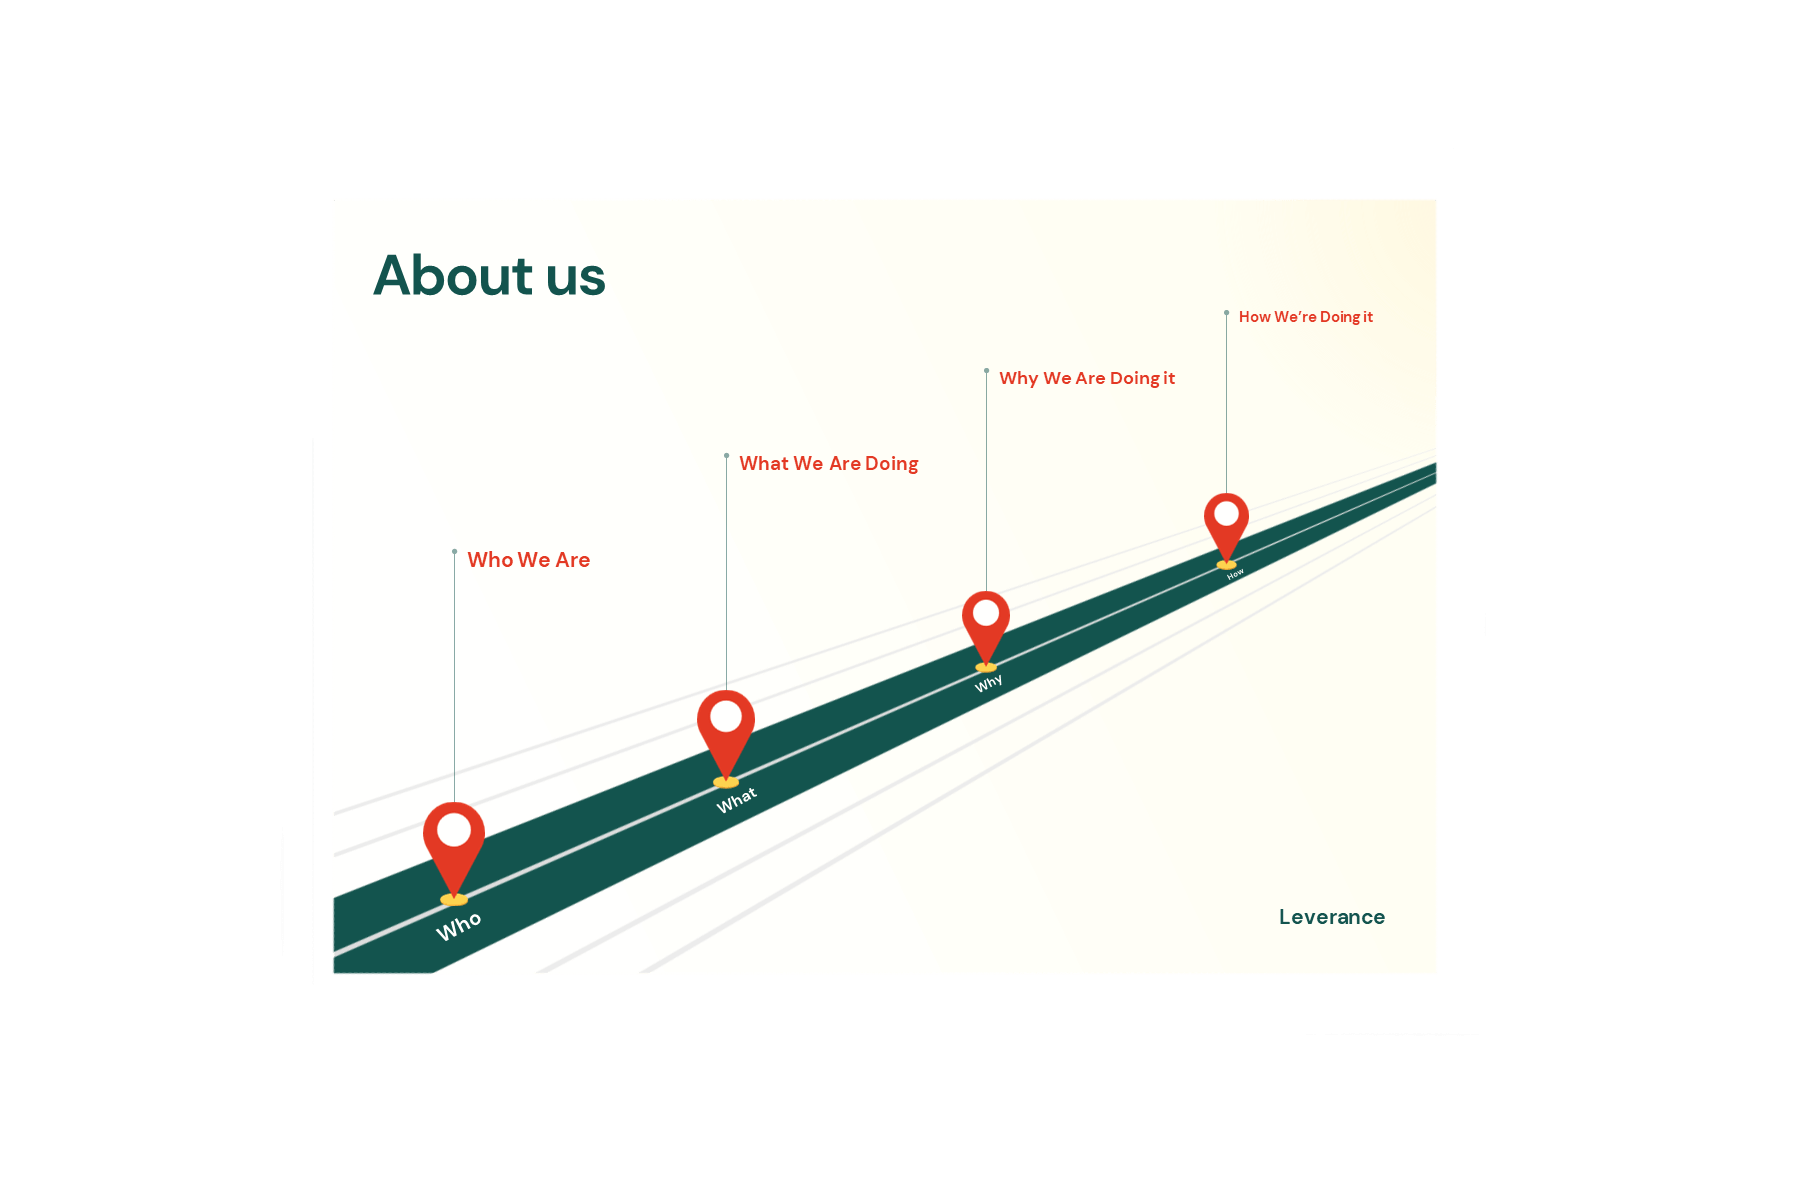 About us
How We’re Doing it
Why We Are Doing it
What We Are Doing
Who We Are
How
Why
What
Who
Leverance